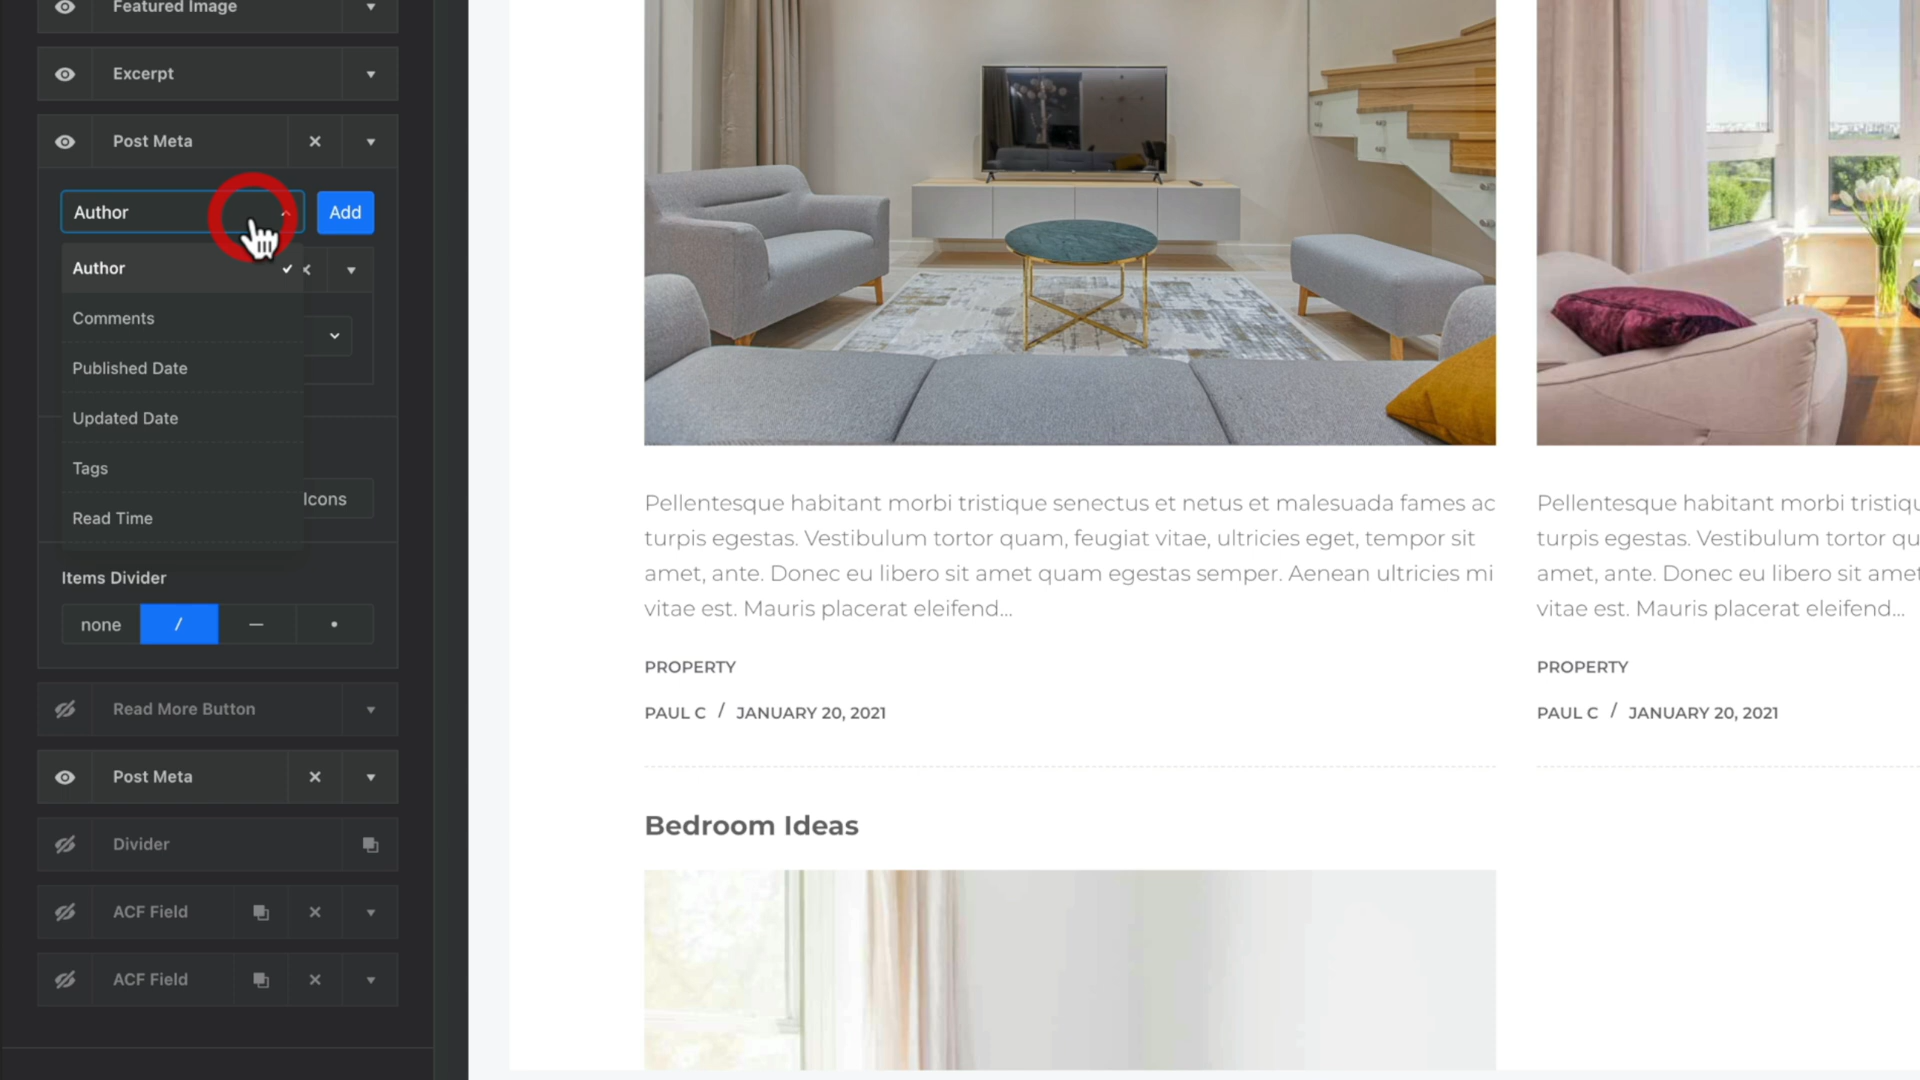 Featured Image
Excerpt
Post Meta
Author
Add
Author
Comments
Published Date
Updated Date
Tags
Icons
Read Time
Items Divider
none / — •
Read More Button
Post Meta
Divider
ACF Field
ACF Field
Pellentesque habitant morbi tristique senectus et netus et malesuada fames ac
turpis egestas. Vestibulum tortor quam, feugiat vitae, ultricies eget, tempor sit
amet, ante. Donec eu libero sit amet quam egestas semper. Aenean ultricies mi
vitae est. Mauris placerat eleifend...
PROPERTY
PAUL C / JANUARY 20, 2021
Bedroom Ideas
Pellentesque habitant morbi
turpis egestas. Vestibulum tortor
amet, ante. Donec eu libero sit
vitae est. Mauris placerat eleifend...
PROPERTY
PAUL C / JANUARY 20, 2021